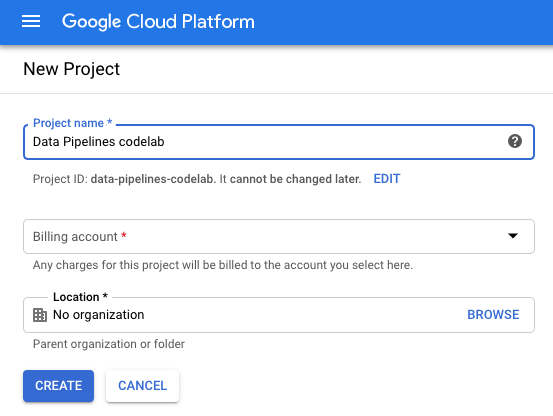 Google Cloud Platform
New Project
Project name *
Data Pipelines codelab
Project ID: data-pipelines-codelab. It cannot be changed later. EDIT
Billing account *
Any charges for this project will be billed to the account you select here.
Location *
No organization BROWSE
Parent organization or folder
CREATE CANCEL